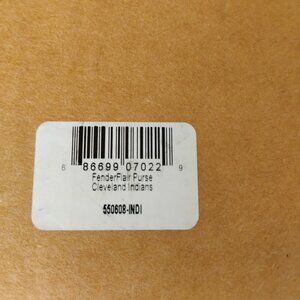 6 86699 07022 9
FenderFlair Purse
Cleveland Indians
550608-INDI